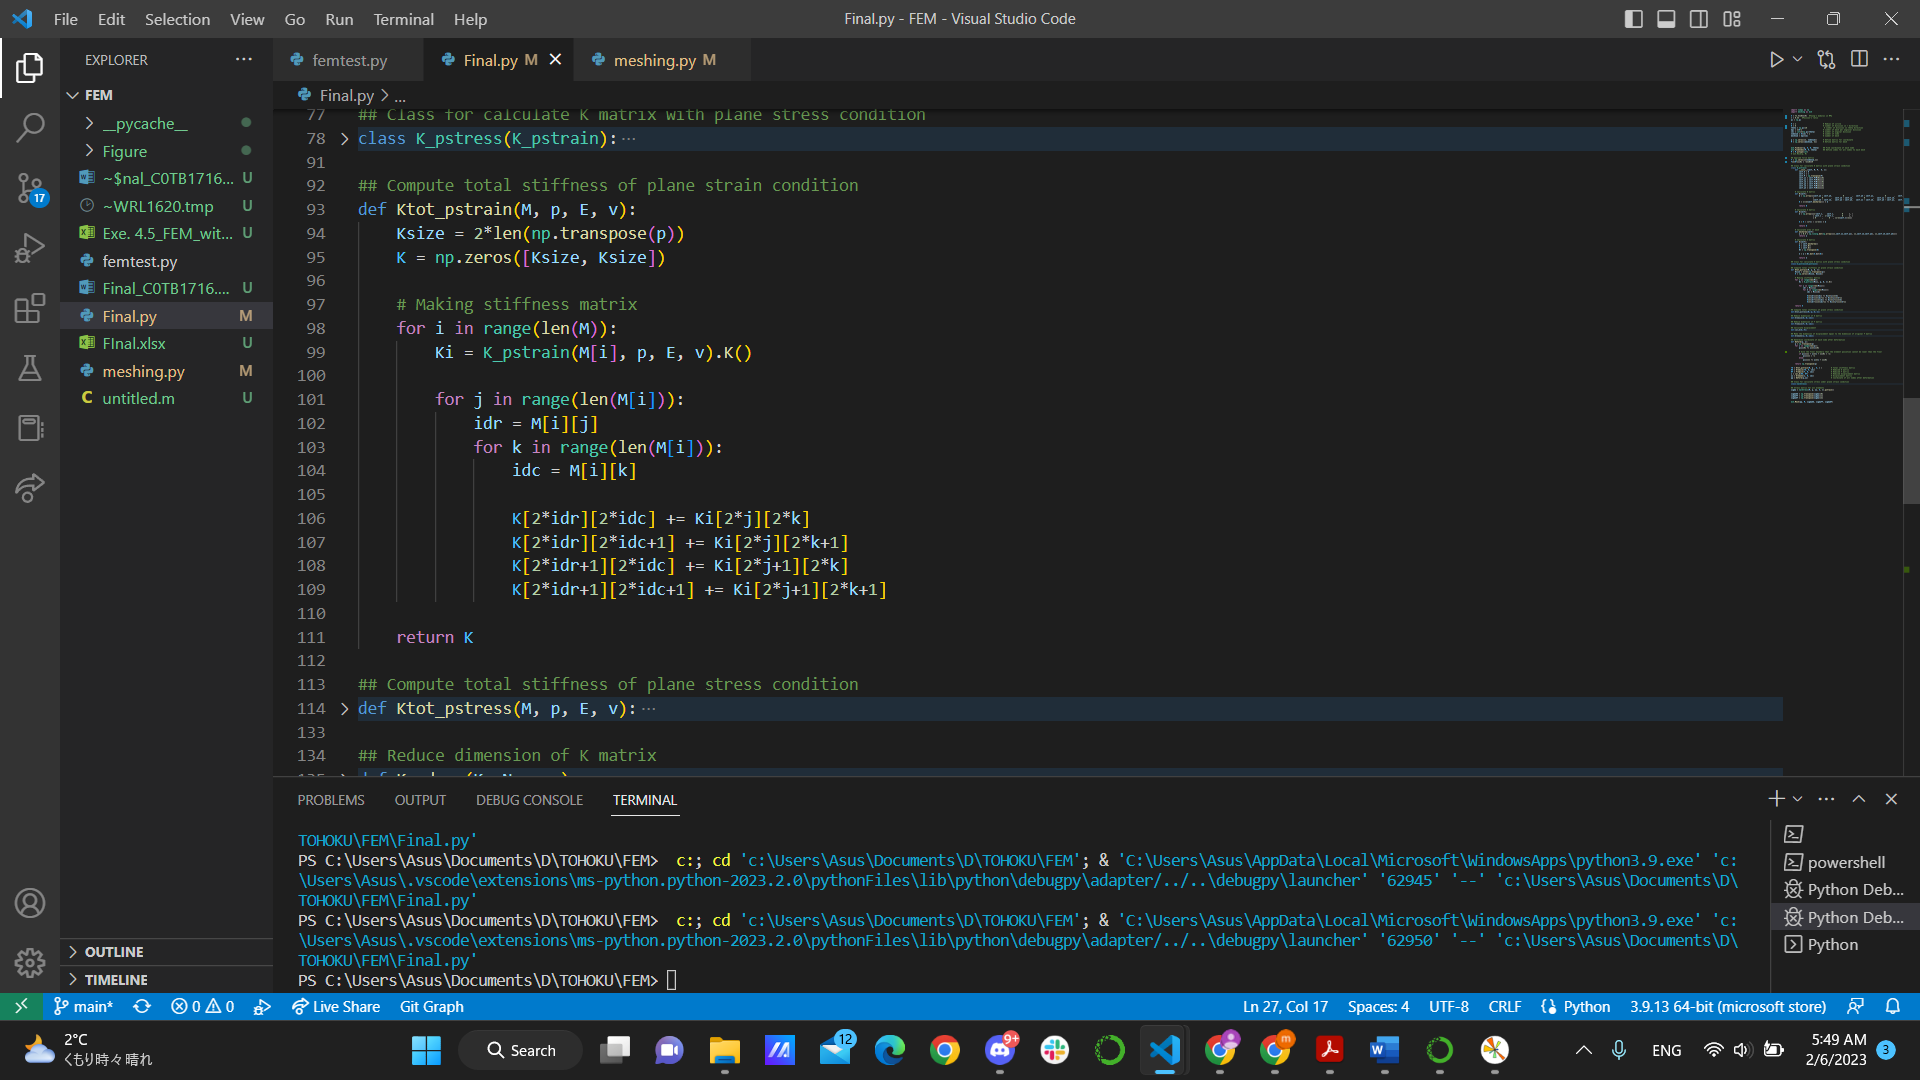 File Edit Selection View Go Run Terminal Help
Final.py - FEM - Visual Studio Code
EXPLORER
FEM
__pycache__
Figure
~$nal_C0TB1716... U
~WRL1620.tmp U
Exe. 4.5_FEM_wit... U
femtest.py
Final_C0TB1716.... U
Final.py M
FInal.xlsx U
meshing.py M
untitled.m U
17
OUTLINE
TIMELINE
femtest.py
Final.py M
meshing.py M
Final.py > ...
77 ## Class for calculate K matrix with plane stress condition
78 class K_pstress(K_pstrain):···
91
92 ## Compute total stiffness of plane strain condition
93 def Ktot_pstrain(M, p, E, v):
94 Ksize = 2*len(np.transpose(p))
95 K = np.zeros([Ksize, Ksize])
96
97 # Making stiffness matrix
98 for i in range(len(M)):
99 Ki = K_pstrain(M[i], p, E, v).K()
100
101 for j in range(len(M[i])):
102 idr = M[i][j]
103 for k in range(len(M[i])):
104 idc = M[i][k]
105
106 K[2*idr][2*idc] += Ki[2*j][2*k]
107 K[2*idr][2*idc+1] += Ki[2*j][2*k+1]
108 K[2*idr+1][2*idc] += Ki[2*j+1][2*k]
109 K[2*idr+1][2*idc+1] += Ki[2*j+1][2*k+1]
110
111 return K
112
113 ## Compute total stiffness of plane stress condition
114 def Ktot_pstress(M, p, E, v):···
133
134 ## Reduce dimension of K matrix
PROBLEMS OUTPUT DEBUG CONSOLE TERMINAL
TOHOKU\FEM\Final.py'
PS C:\Users\Asus\Documents\D\TOHOKU\FEM> c:; cd 'c:\Users\Asus\Documents\D\TOHOKU\FEM'; & 'C:\Users\Asus\AppData\Local\Microsoft\WindowsApps\python3.9.exe' 'c:
\Users\Asus\.vscode\extensions\ms-python.python-2023.2.0\pythonFiles\lib\python\debugpy\adapter/../..\debugpy\launcher' '62945' '--' 'c:\Users\Asus\Documents\D\
TOHOKU\FEM\Final.py'
PS C:\Users\Asus\Documents\D\TOHOKU\FEM> c:; cd 'c:\Users\Asus\Documents\D\TOHOKU\FEM'; & 'C:\Users\Asus\AppData\Local\Microsoft\WindowsApps\python3.9.exe' 'c:
\Users\Asus\.vscode\extensions\ms-python.python-2023.2.0\pythonFiles\lib\python\debugpy\adapter/../..\debugpy\launcher' '62950' '--' 'c:\Users\Asus\Documents\D\
TOHOKU\FEM\Final.py'
PS C:\Users\Asus\Documents\D\TOHOKU\FEM>
powershell
Python Deb...
Python Deb...
Python
main* 0 0 Live Share Git Graph
Ln 27, Col 17 Spaces: 4 UTF-8 CRLF Python 3.9.13 64-bit (microsoft store)
2°C
くもり時々晴れ
Search
12
9+
ENG
5:49 AM
2/6/2023
3